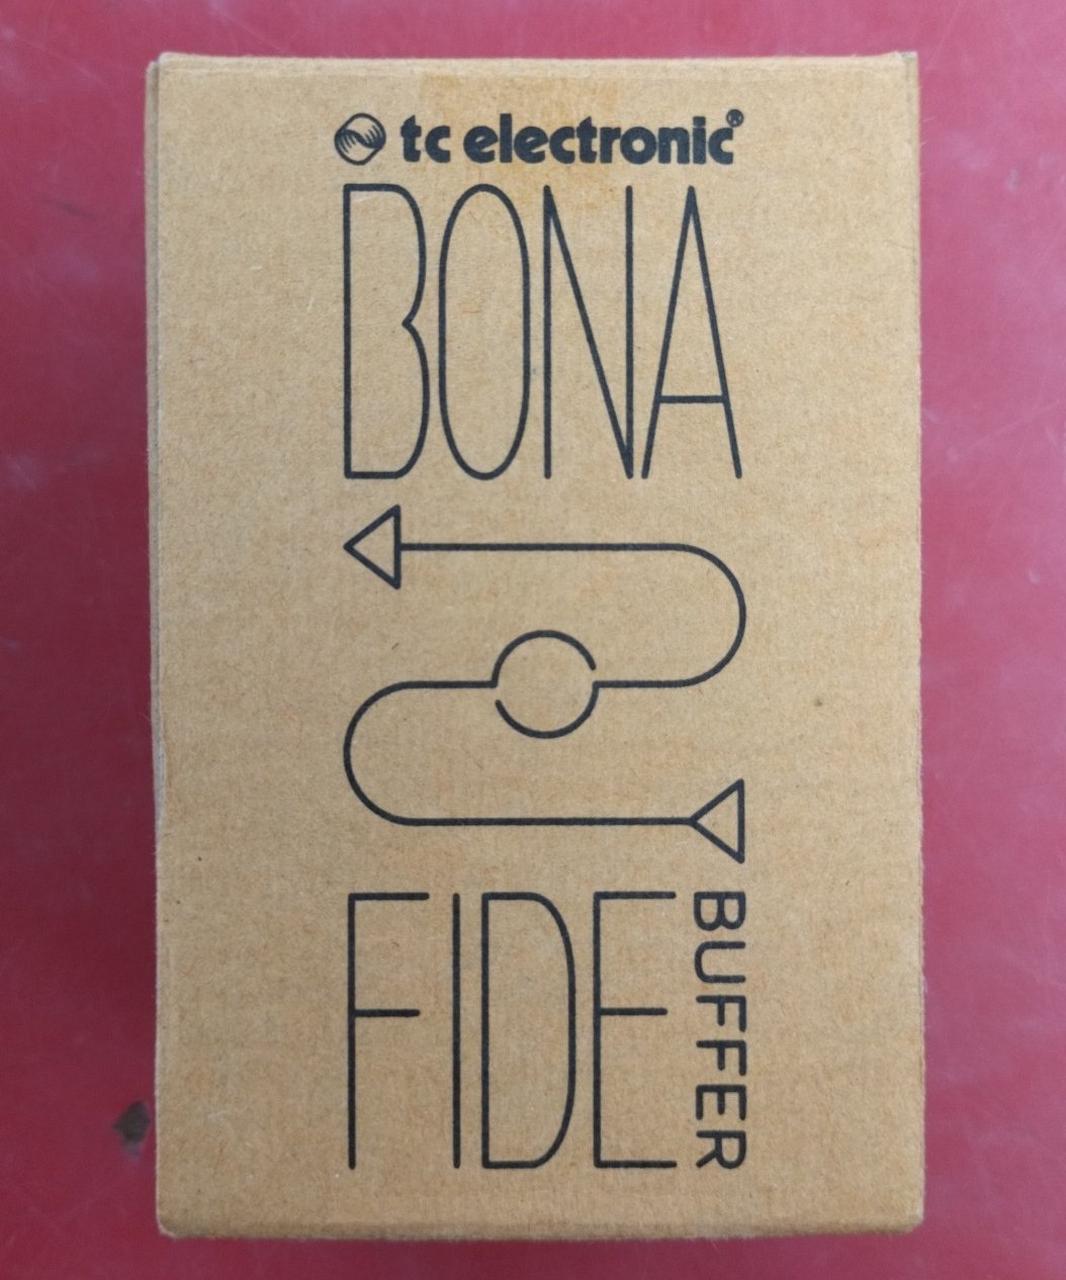 tc electronic®
BONA
FIDE
BUFFER